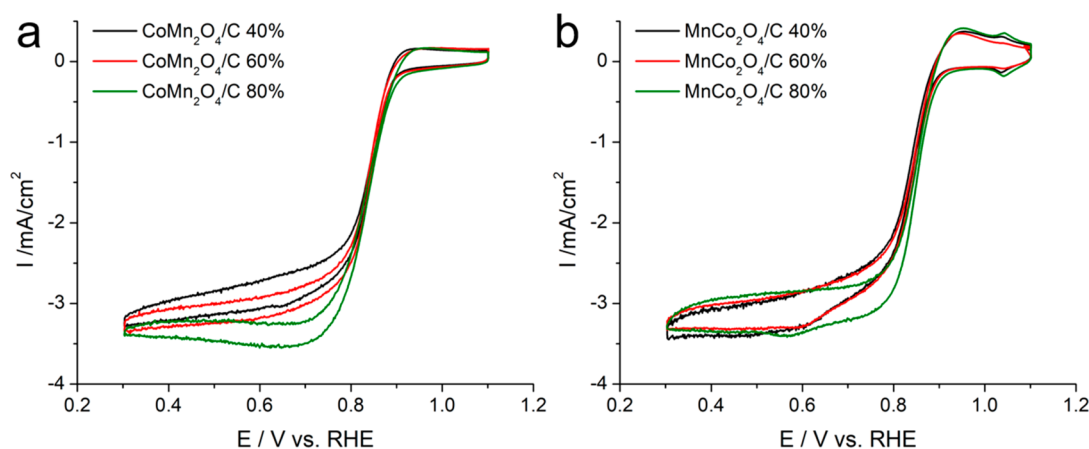 a
CoMn₂O₄/C 40%
CoMn₂O₄/C 60%
CoMn₂O₄/C 80%
0
-1
-2
-3
-4
I /mA/cm²
0.2 0.4 0.6 0.8 1.0 1.2
E / V vs. RHE
b
MnCo₂O₄/C 40%
MnCo₂O₄/C 60%
MnCo₂O₄/C 80%
0
-1
-2
-3
-4
I /mA/cm²
0.2 0.4 0.6 0.8 1.0 1.2
E / V vs. RHE